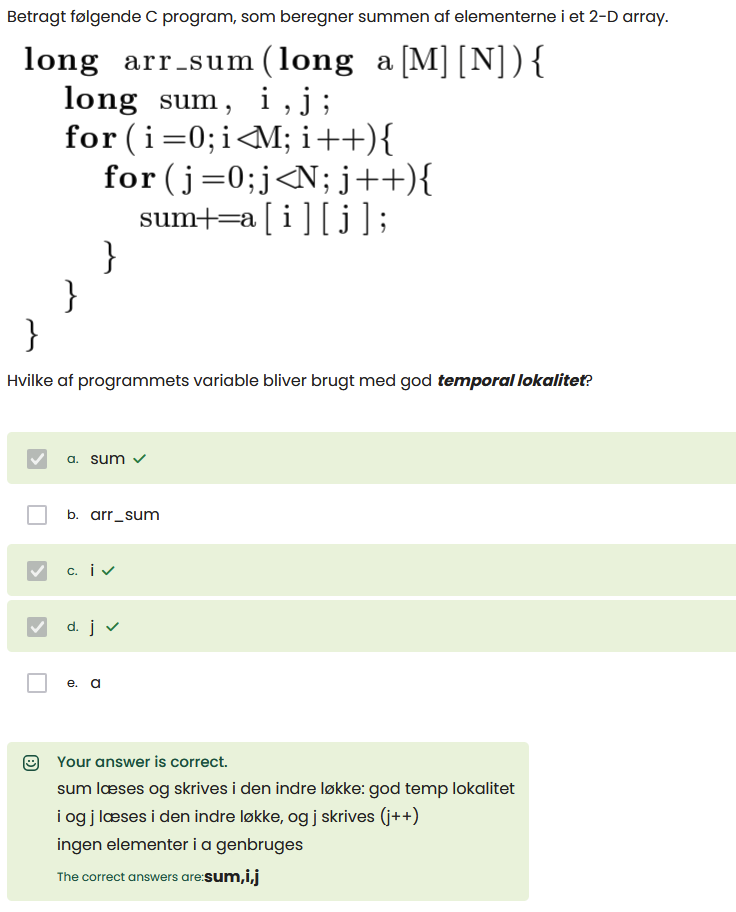 Betragt følgende C program, som beregner summen af elementerne i et 2-D array.
long arr_sum(long a[M][N]){
long sum, i,j;
for(i=0;i<M;i++){
for(j=0;j<N;j++){
sum+=a[i][j];
}
}
}
Hvilke af programmets variable bliver brugt med god temporal lokalitet?
a. sum
b. arr_sum
c. i
d. j
e. a
Your answer is correct.
sum læses og skrives i den indre løkke: god temp lokalitet
i og j læses i den indre løkke, og j skrives (j++)
ingen elementer i a genbruges
The correct answers are:sum,i,j